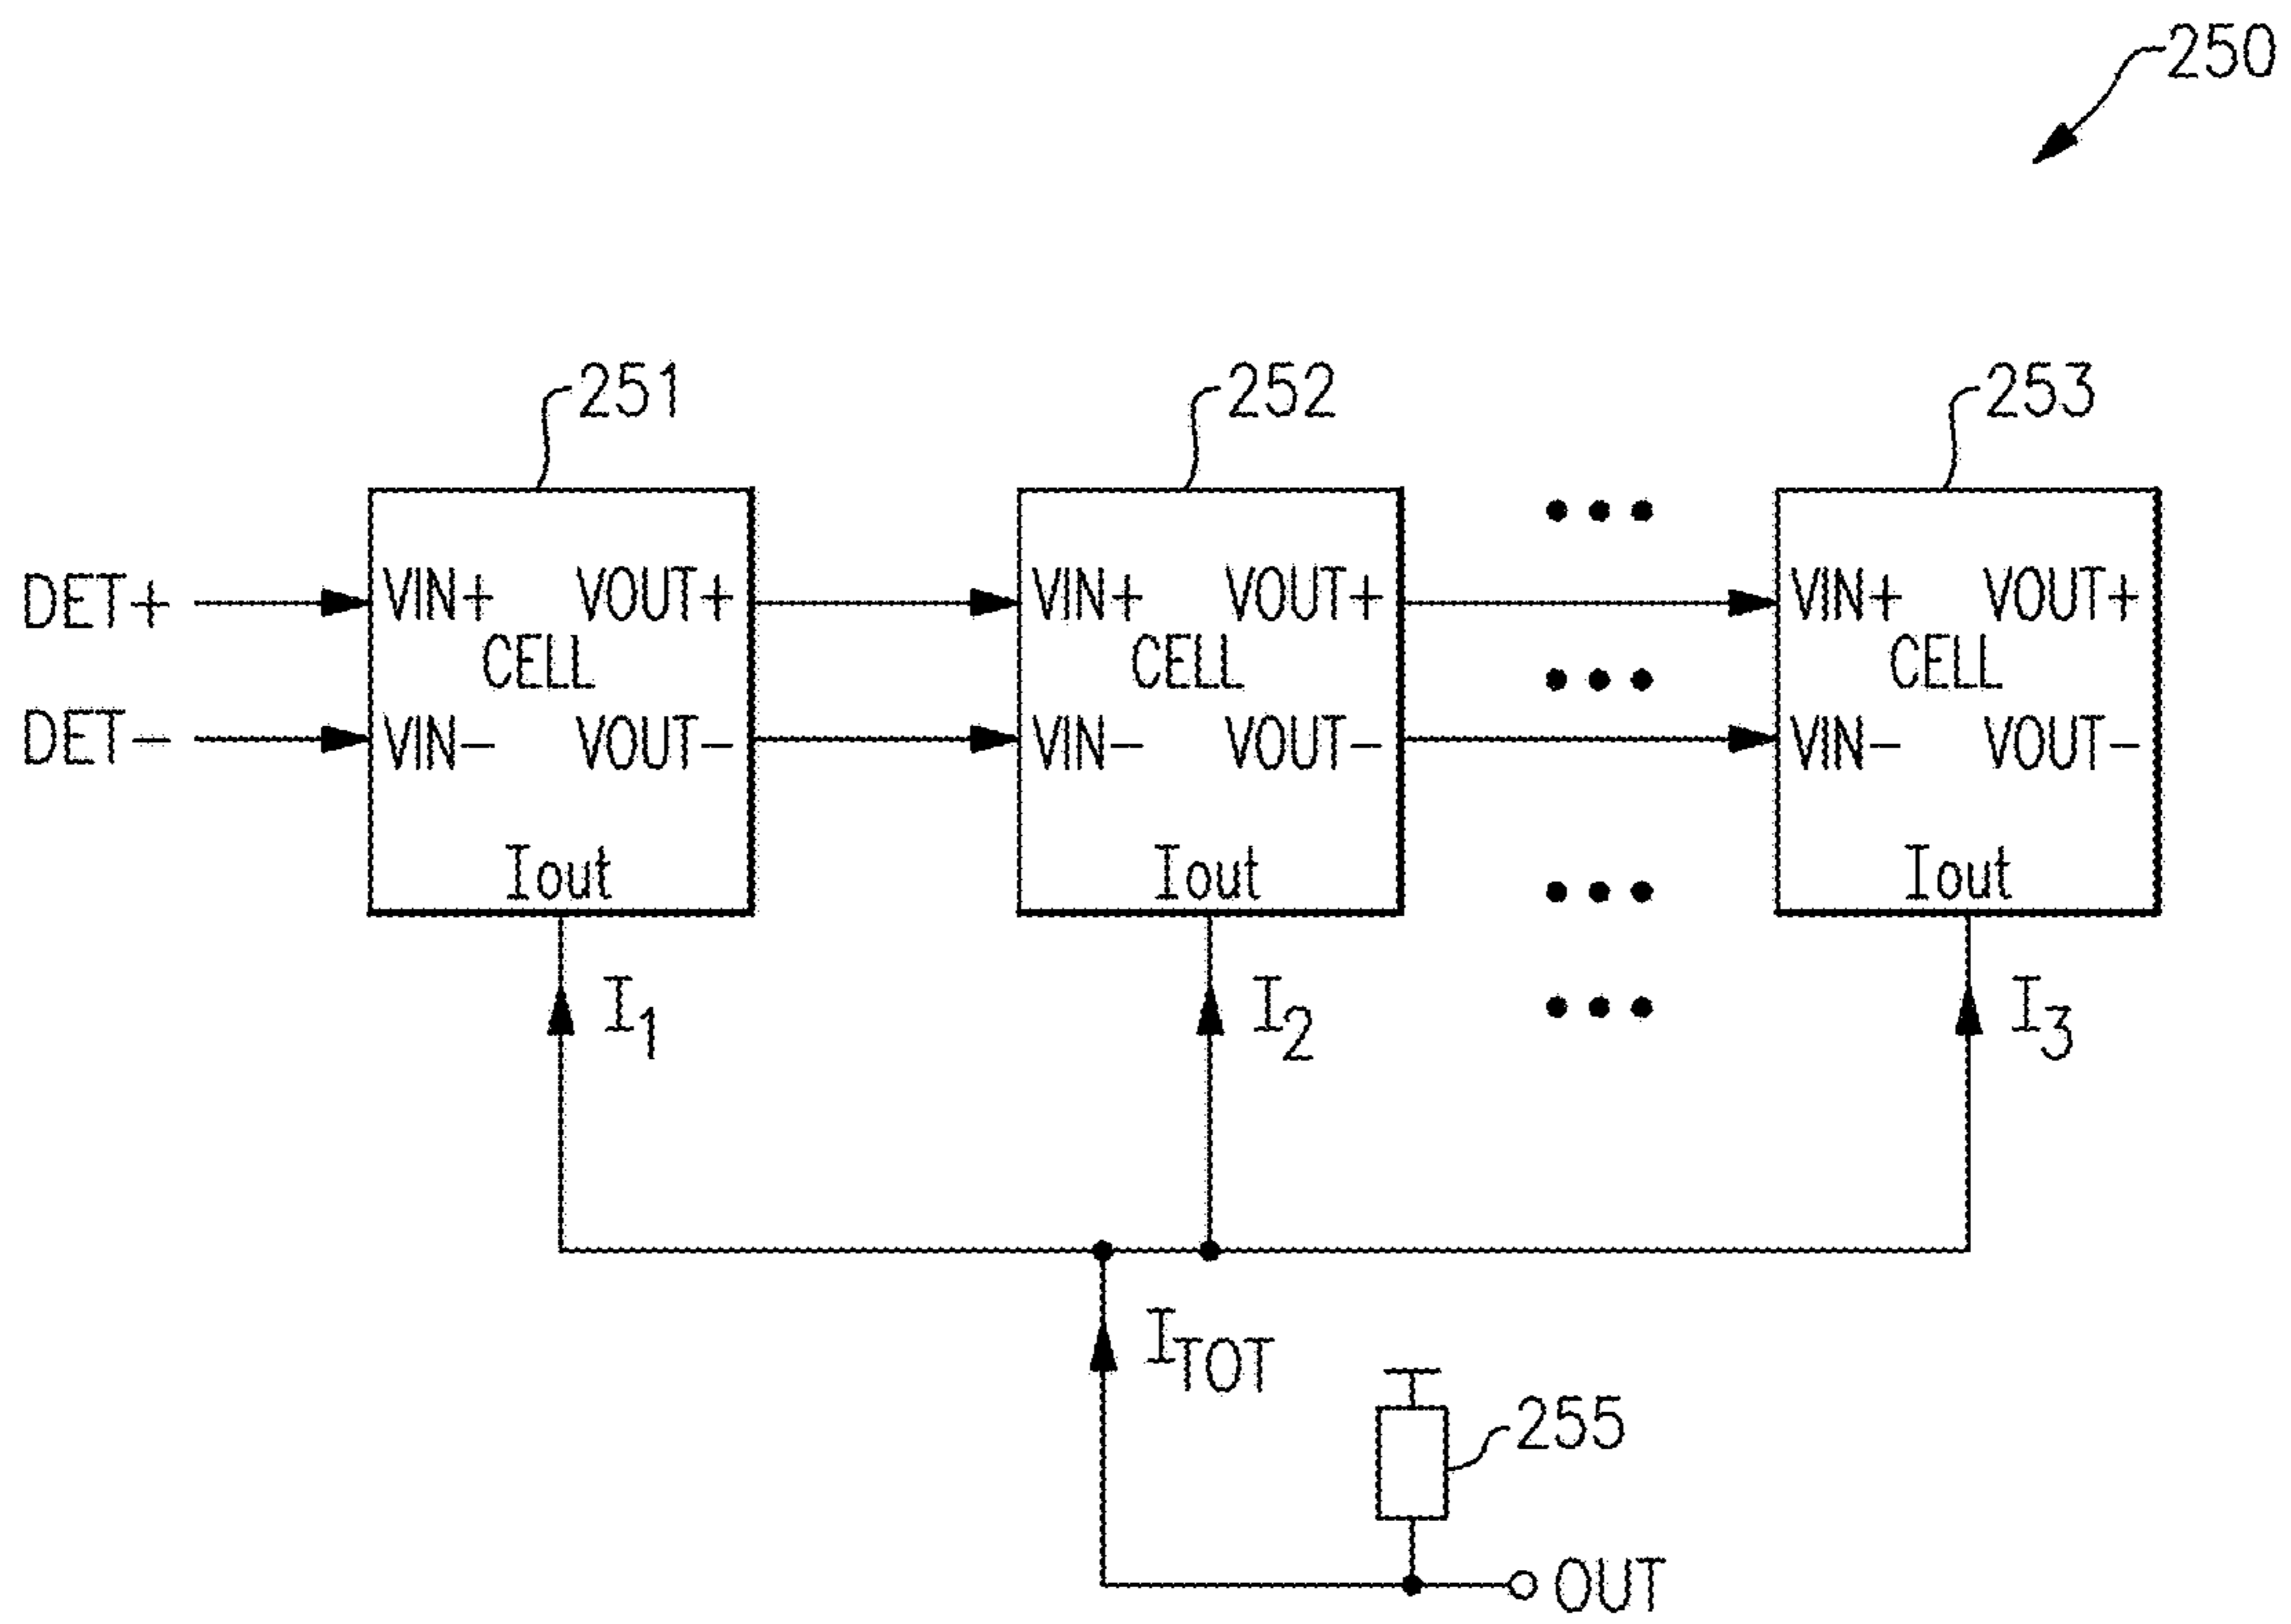 250
251
252
253
DET+
VIN+ VOUT+
VIN+ VOUT+
VIN+ VOUT+
CELL
CELL
CELL
DET-
VIN- VOUT-
VIN- VOUT-
VIN- VOUT-
Iout
Iout
Iout
I1
I2
I3
ITOT
255
OUT